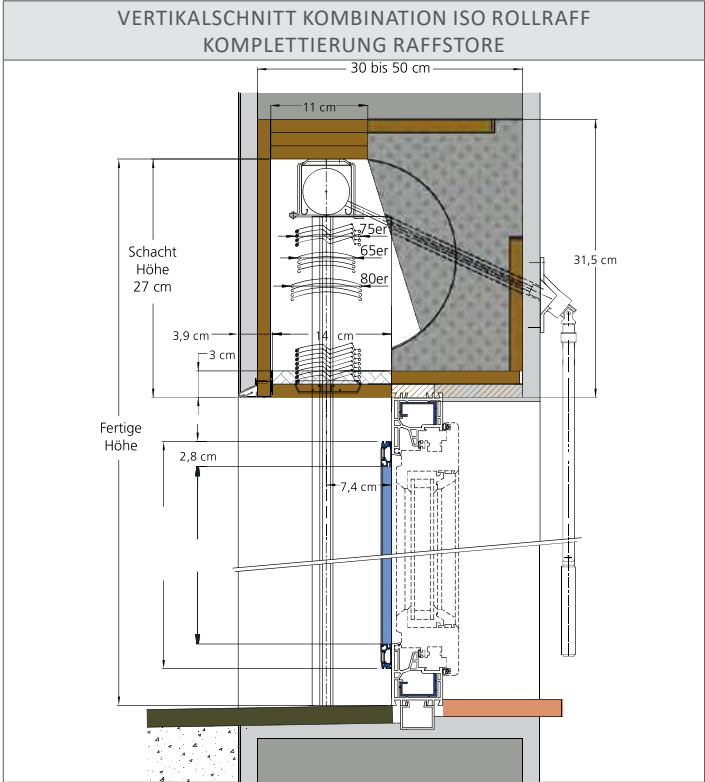 VERTIKALSCHNITT KOMBINATION ISO ROLLRAFF
KOMPLETTIERUNG RAFFSTORE
30 bis 50 cm
11 cm
75er
65er
80er
Schacht
Höhe
27 cm
31,5 cm
3,9 cm
14 cm
3 cm
Fertige
Höhe
2,8 cm
7,4 cm